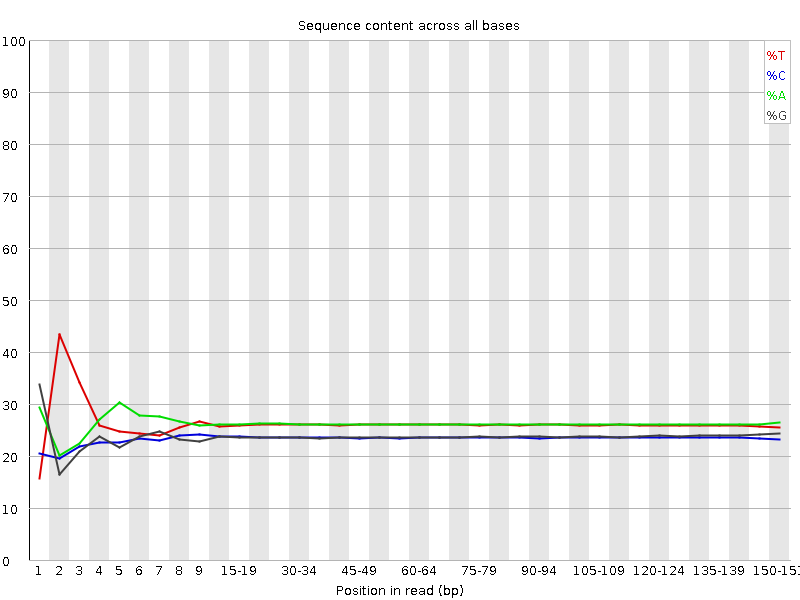 Sequence content across all bases
100
90
80
70
60
50
40
30
20
10
0
%T
%C
%A
%G
1 2 3 4 5 6 7 8 9 15-19 30-34 45-49 60-64 75-79 90-94 105-109 120-124 135-139 150-151
Position in read (bp)